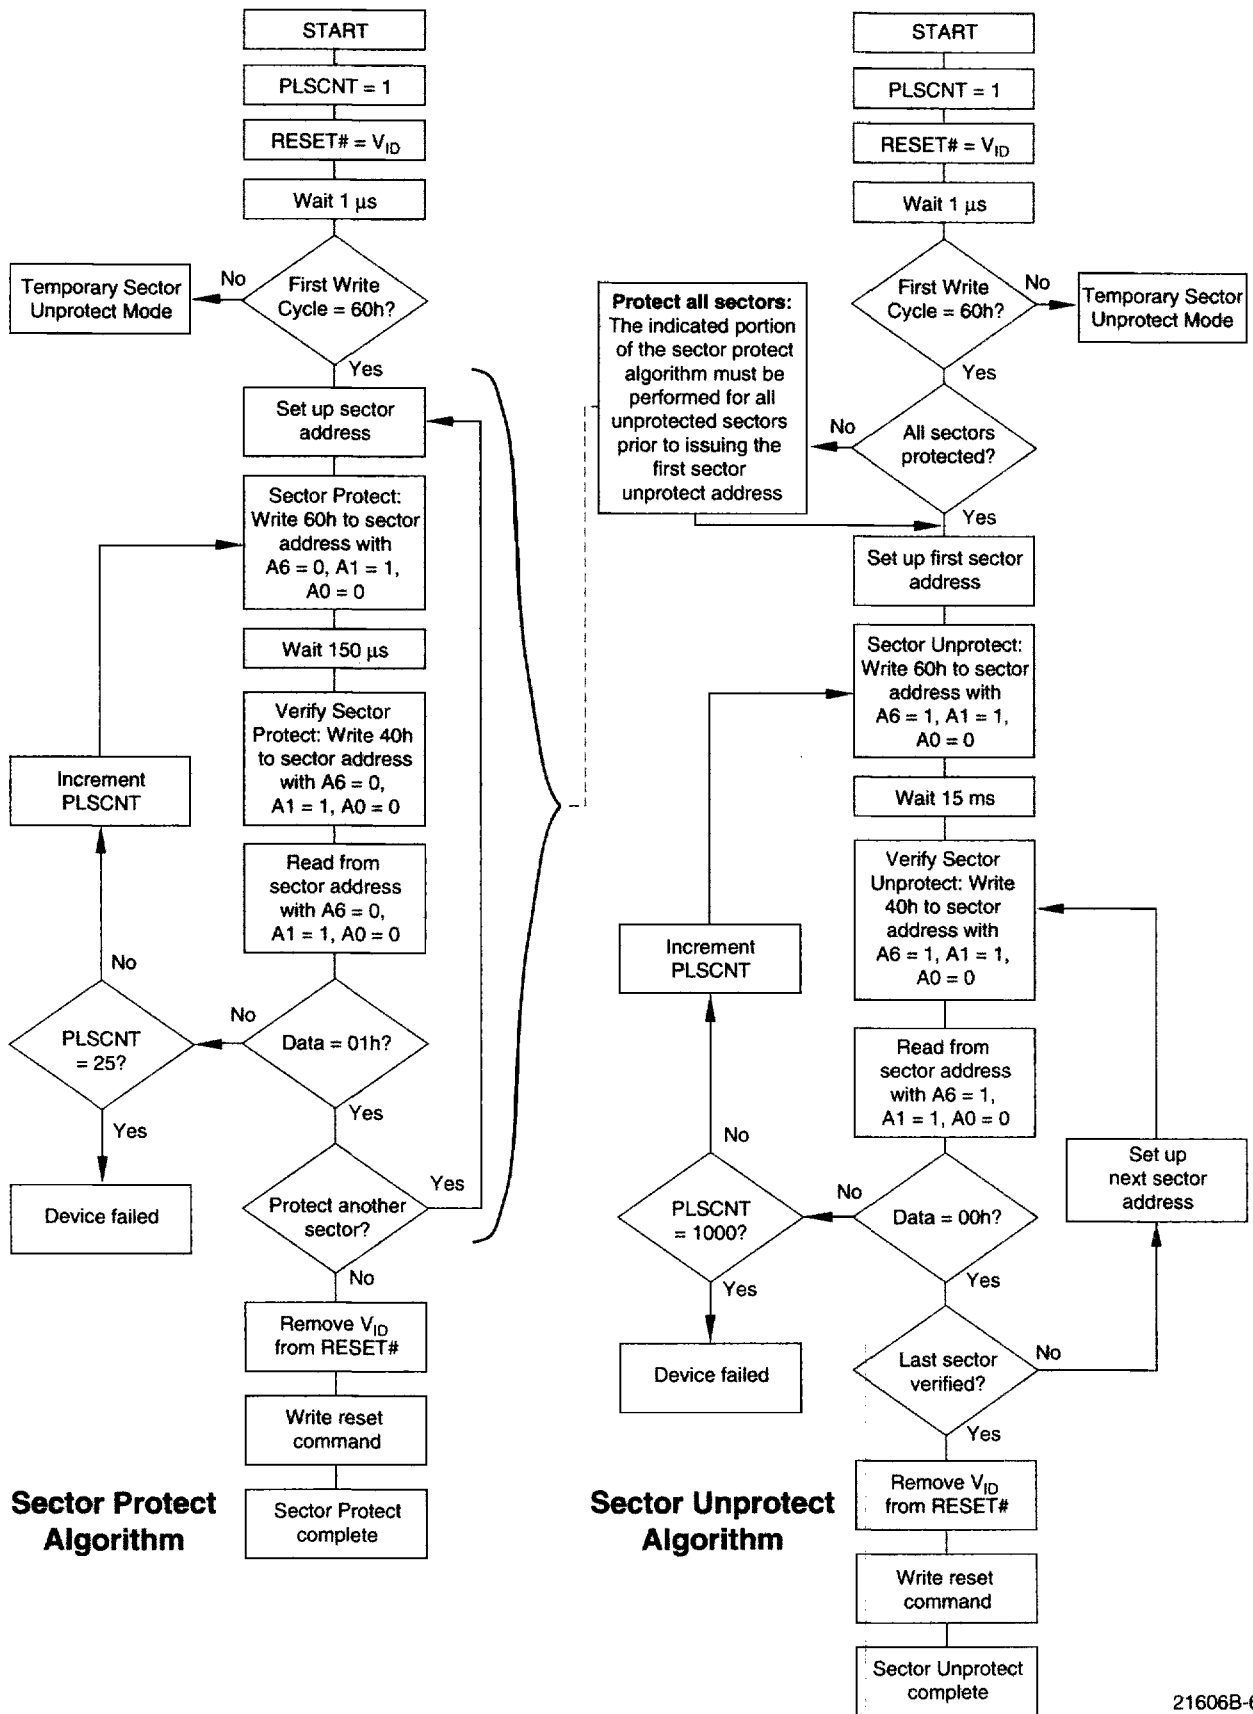 START
PLSCNT = 1
RESET# = VID
Wait 1 μs
First Write
Cycle = 60h?
No
Temporary Sector
Unprotect Mode
Yes
Set up sector
address
Sector Protect:
Write 60h to sector
address with
A6 = 0, A1 = 1,
A0 = 0
Wait 150 μs
Verify Sector
Protect: Write 40h
to sector address
with A6 = 0,
A1 = 1, A0 = 0
Increment
PLSCNT
Read from
sector address
with A6 = 0,
A1 = 1, A0 = 0
No
PLSCNT
= 25?
No
Data = 01h?
Yes
Yes
Device failed
Protect another
sector?
Yes
No
Remove VID
from RESET#
Write reset
command
Sector Protect
complete
Sector Protect
Algorithm
START
PLSCNT = 1
RESET# = VID
Wait 1 μs
First Write
Cycle = 60h?
No
Temporary Sector
Unprotect Mode
Yes
Protect all sectors:
The indicated portion
of the sector protect
algorithm must be
performed for all
unprotected sectors
prior to issuing the
first sector
unprotect address
No
All sectors
protected?
Yes
Set up first sector
address
Sector Unprotect:
Write 60h to sector
address with
A6 = 1, A1 = 1,
A0 = 0
Wait 15 ms
Verify Sector
Unprotect: Write
40h to sector
address with
A6 = 1, A1 = 1,
A0 = 0
Increment
PLSCNT
Read from
sector address
with A6 = 1,
A1 = 1, A0 = 0
No
PLSCNT
= 1000?
No
Data = 00h?
Set up
next sector
address
Yes
Yes
Device failed
Last sector
verified?
No
Yes
Remove VID
from RESET#
Write reset
command
Sector Unprotect
complete
Sector Unprotect
Algorithm
21606B-6